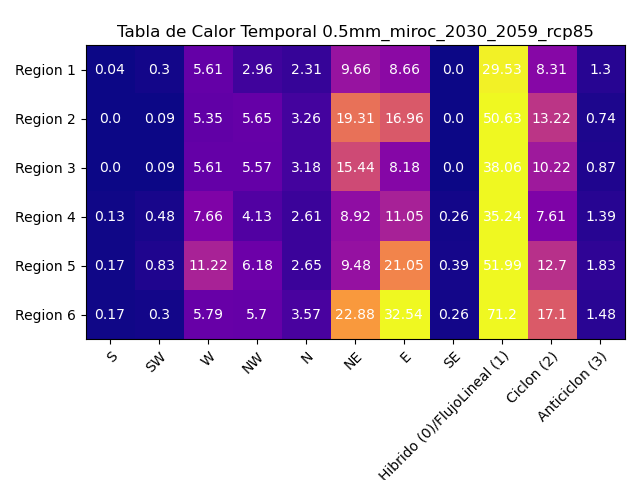 Tabla de Calor Temporal 0.5mm_miroc_2030_2059_rcp85
Region 1 0.04 0.3 5.61 2.96 2.31 9.66 8.66 0.0 29.53 8.31 1.3
Region 2 0.0 0.09 5.35 5.65 3.26 19.31 16.96 0.0 50.63 13.22 0.74
Region 3 0.0 0.09 5.61 5.57 3.18 15.44 8.18 0.0 38.06 10.22 0.87
Region 4 0.13 0.48 7.66 4.13 2.61 8.92 11.05 0.26 35.24 7.61 1.39
Region 5 0.17 0.83 11.22 6.18 2.65 9.48 21.05 0.39 51.99 12.7 1.83
Region 6 0.17 0.3 5.79 5.7 3.57 22.88 32.54 0.26 71.2 17.1 1.48
S SW W NW N NE E SE Hibrido (0)/FlujoLineal (1) Ciclon (2) Anticiclon (3)